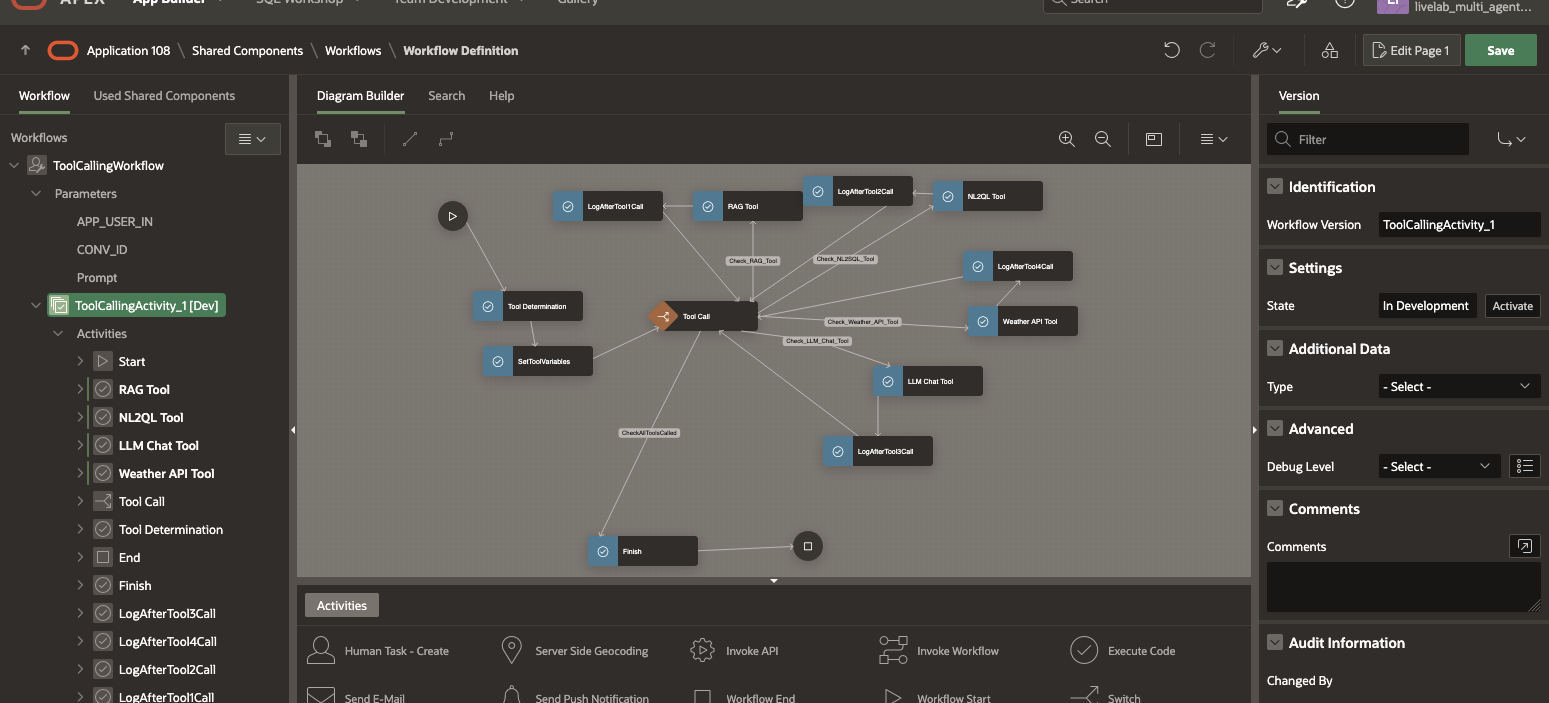 APEX App Builder SQL Workshop Team Development Gallery Search
livelab_multi_agent...
Application 108 \ Shared Components \ Workflows \ Workflow Definition Edit Page 1 Save
Workflow Used Shared Components
Workflows
ToolCallingWorkflow
Parameters
APP_USER_IN
CONV_ID
Prompt
ToolCallingActivity_1 [Dev]
Activities
Start
RAG Tool
NL2QL Tool
LLM Chat Tool
Weather API Tool
Tool Call
Tool Determination
End
Finish
LogAfterTool3Call
LogAfterTool4Call
LogAfterTool2Call
LogAfterTool1Call
Diagram Builder Search Help
LogAfterTool2Call
NL2QL Tool
LogAfterTool1Call
RAG Tool
Check_RAG_Tool
Check_NL2SQL_Tool
LogAfterTool4Call
Tool Determination
Tool Call
Check_Weather_API_Tool
Weather API Tool
Check_LLM_Chat_Tool
SetToolVariables
LLM Chat Tool
CheckAllToolsCalled
LogAfterTool3Call
Finish
Activities
Human Task - Create Server Side Geocoding Invoke API Invoke Workflow Execute Code
Send E-Mail Send Push Notification Workflow End Workflow Start Switch
Version
Filter
Identification
Workflow Version ToolCallingActivity_1
Settings
State In Development Activate
Additional Data
Type - Select -
Advanced
Debug Level - Select -
Comments
Comments
Audit Information
Changed By